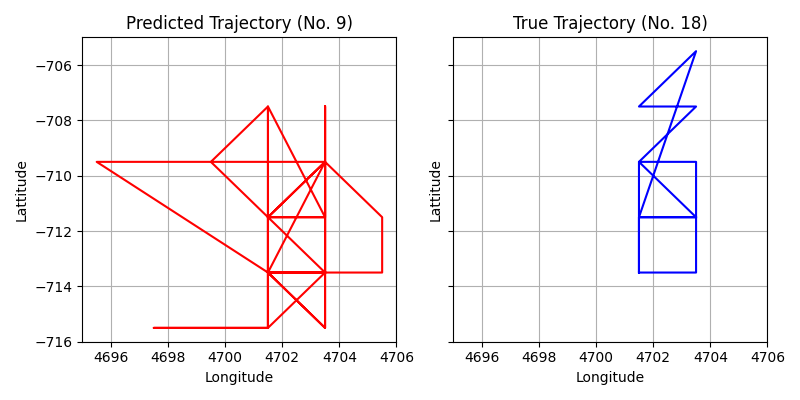 Predicted Trajectory (No. 9)
True Trajectory (No. 18)
Lattitude
−706
−708
−710
−712
−714
−716
4696 4698 4700 4702 4704 4706
Longitude
Lattitude
4696 4698 4700 4702 4704 4706
Longitude